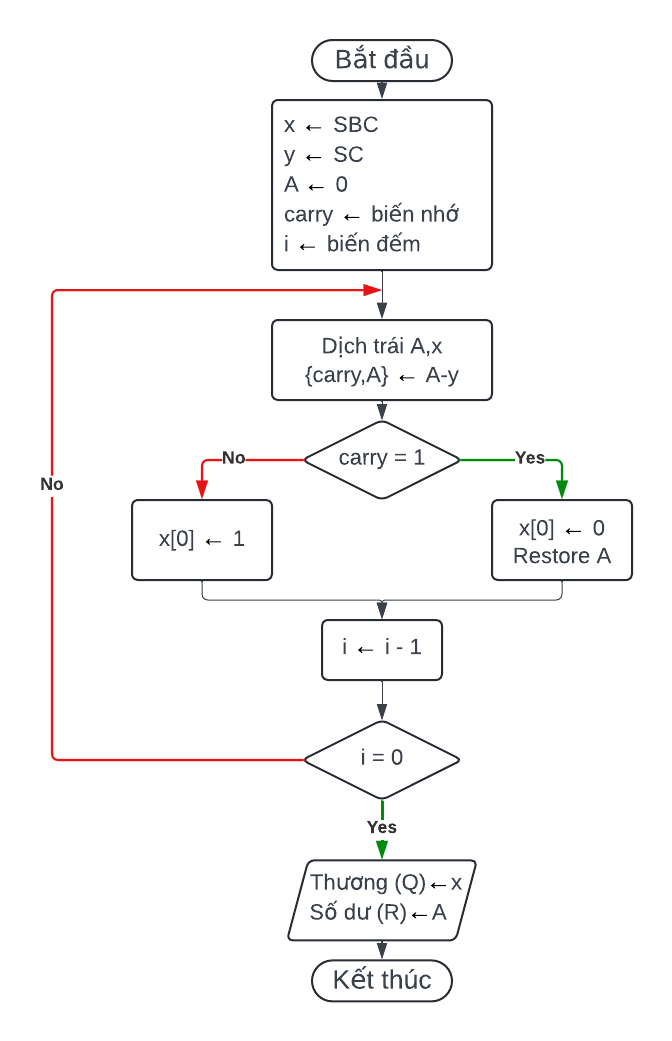 Bắt đầu
x ← SBC
y ← SC
A ← 0
carry ← biến nhớ
i ← biến đếm
Dịch trái A,x
{carry,A} ← A-y
carry = 1
No
Yes
No
x[0] ← 1
x[0] ← 0
Restore A
i ← i - 1
i = 0
Yes
Thương (Q)←x
Số dư (R)←A
Kết thúc